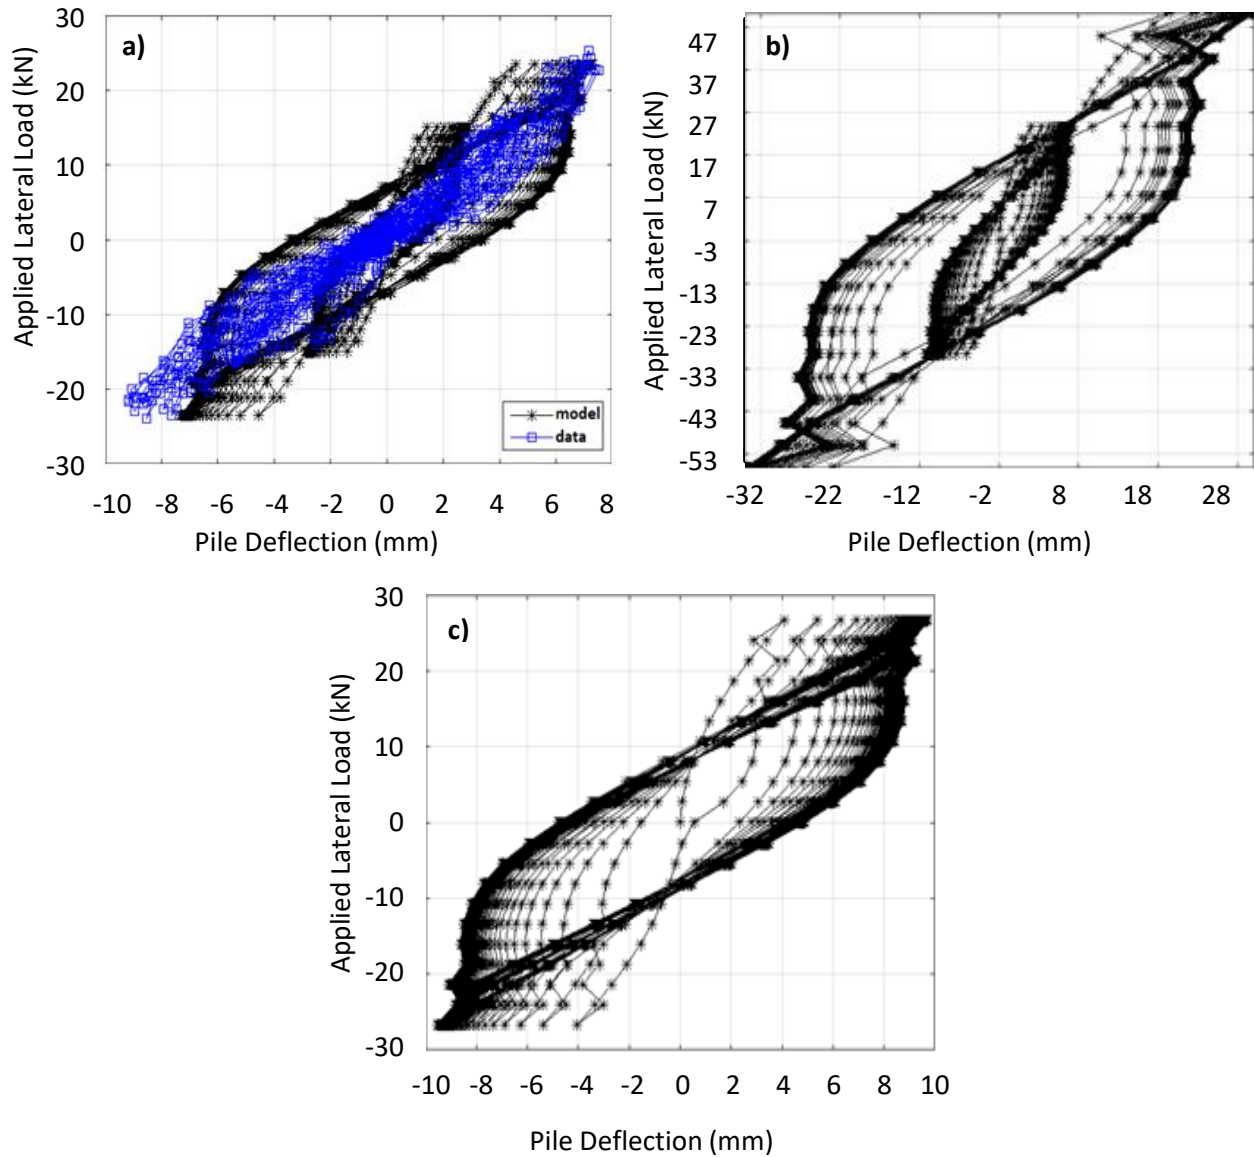 a)
30
20
10
0
-10
-20
-30
Applied Lateral Load (kN)
model
data
-10 -8 -6 -4 -2 0 2 4 6 8
Pile Deflection (mm)
b)
47
37
27
17
7
-3
-13
-23
-33
-43
-53
Applied Lateral Load (kN)
-32 -22 -12 -2 8 18 28
Pile Deflection (mm)
c)
30
20
10
0
-10
-20
-30
Applied Lateral Load (kN)
-10 -8 -6 -4 -2 0 2 4 6 8 10
Pile Deflection (mm)